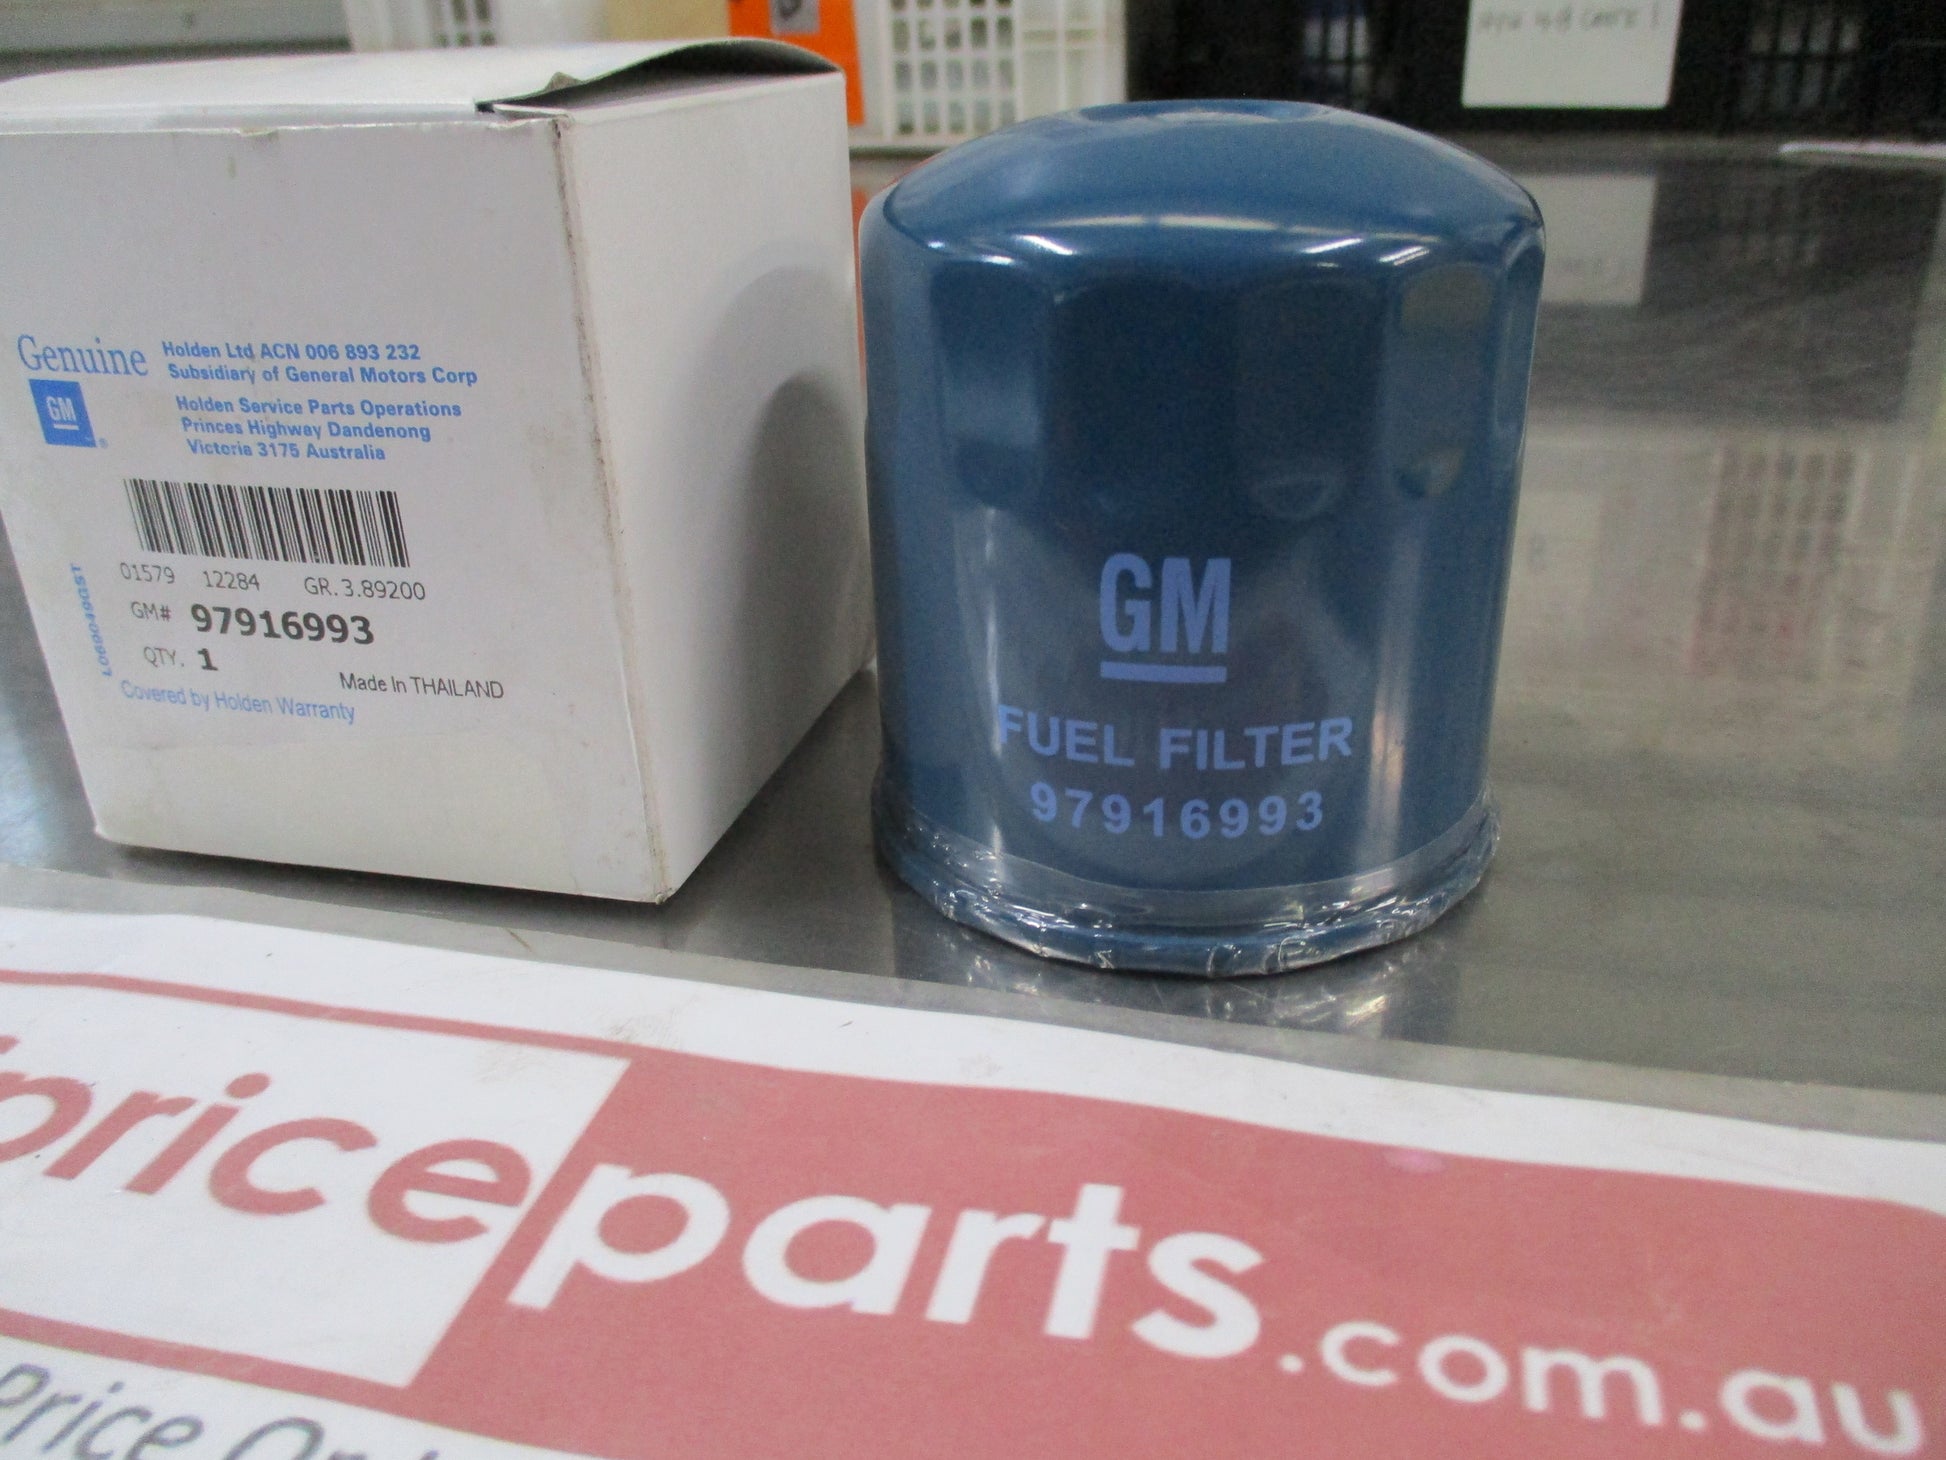 Genuine
GM
®
Holden Ltd ACN 006 893 232
Subsidiary of General Motors Corp
Holden Service Parts Operations
Princes Highway Dandenong
Victoria 3175 Australia
01579 12284 GR.3.89200
GM# 97916993
QTY. 1
Made In THAILAND
Covered by Holden Warranty
GM
FUEL FILTER
97916993
priceparts.com.au
Price